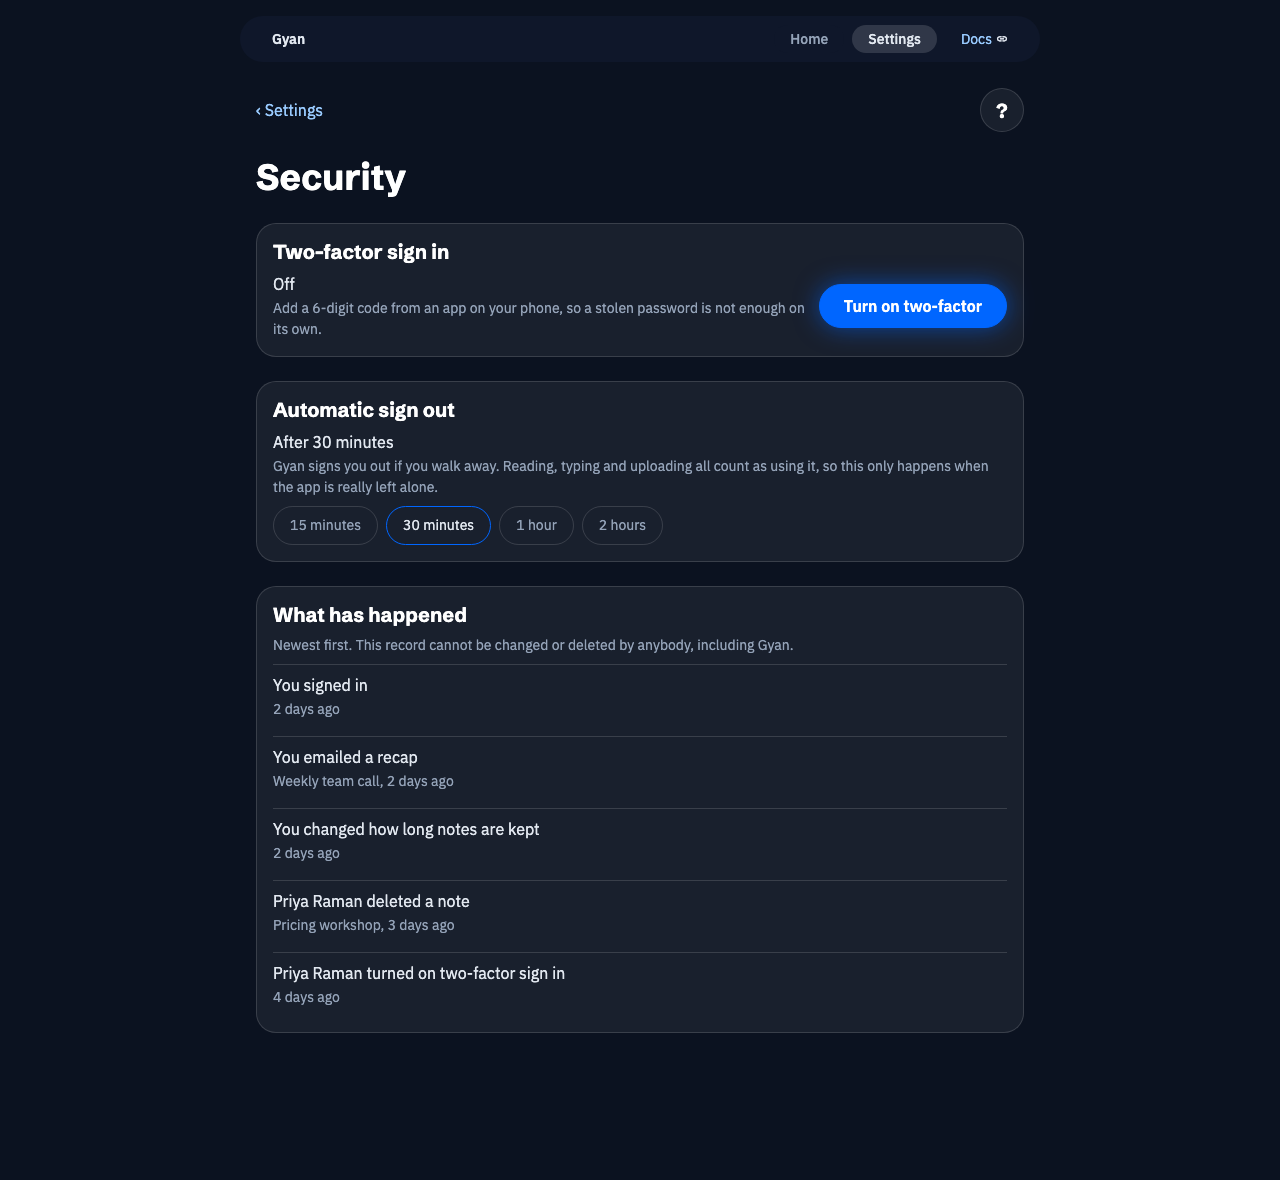 Gyan
Home
Settings
Docs
‹ Settings
?
Security
Two-factor sign in
Off
Add a 6-digit code from an app on your phone, so a stolen password is not enough on
its own.
Turn on two-factor
Automatic sign out
After 30 minutes
Gyan signs you out if you walk away. Reading, typing and uploading all count as using it, so this only happens when
the app is really left alone.
15 minutes
30 minutes
1 hour
2 hours
What has happened
Newest first. This record cannot be changed or deleted by anybody, including Gyan.
You signed in
2 days ago
You emailed a recap
Weekly team call, 2 days ago
You changed how long notes are kept
2 days ago
Priya Raman deleted a note
Pricing workshop, 3 days ago
Priya Raman turned on two-factor sign in
4 days ago